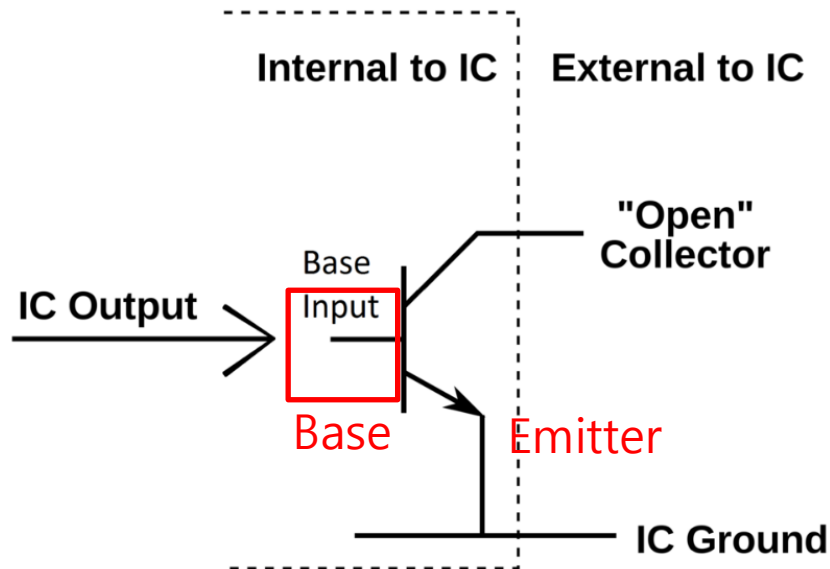 Internal to IC
External to IC
"Open"
Collector
Base
Input
IC Output
Base
Emitter
IC Ground